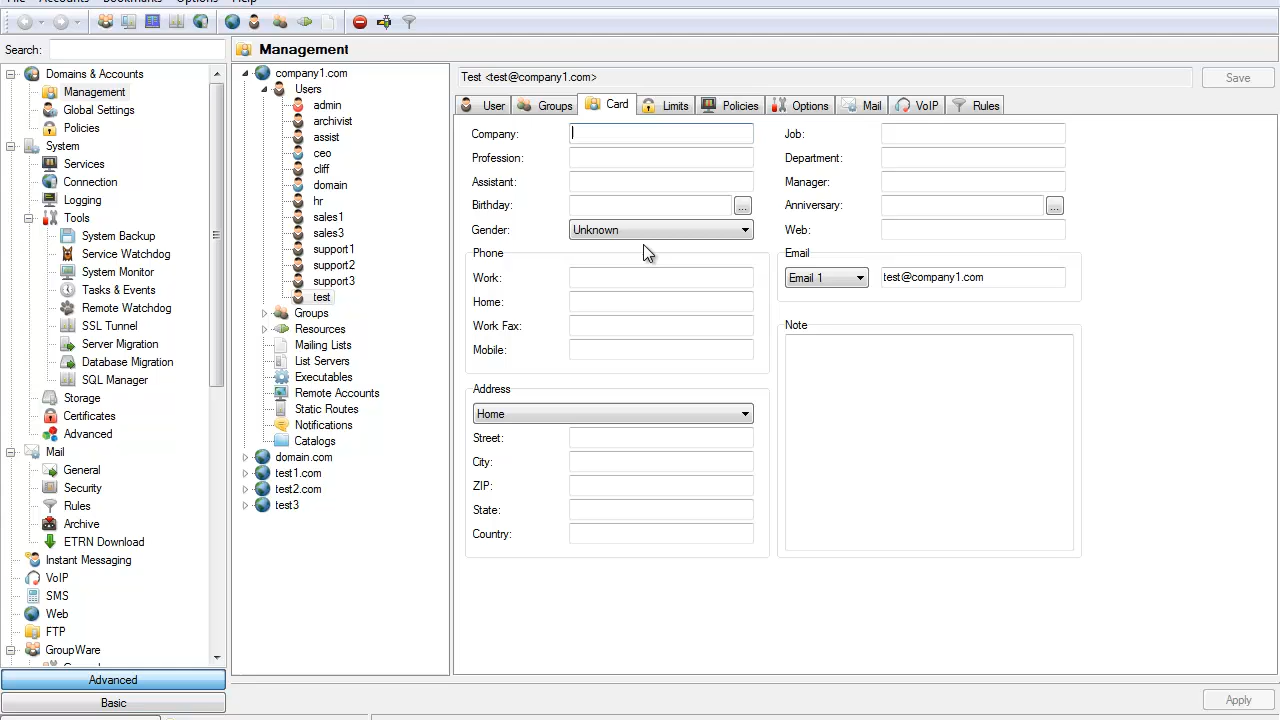 File Accounts Bookmarks Options Help
Search:
Management
Domains & Accounts
Management
Global Settings
Policies
System
Services
Connection
Logging
Tools
System Backup
Service Watchdog
System Monitor
Tasks & Events
Remote Watchdog
SSL Tunnel
Server Migration
Database Migration
SQL Manager
Storage
Certificates
Advanced
Mail
General
Security
Rules
Archive
ETRN Download
Instant Messaging
VoIP
SMS
Web
FTP
GroupWare
Advanced
Basic
company1.com
Users
admin
archivist
assist
ceo
cliff
domain
hr
sales1
sales3
support1
support2
support3
test
Groups
Resources
Mailing Lists
List Servers
Executables
Remote Accounts
Static Routes
Notifications
Catalogs
domain.com
test1.com
test2.com
test3
Test <test@company1.com>
Save
User Groups Card Limits Policies Options Mail VoIP Rules
Company:
Profession:
Assistant:
Birthday: ...
Gender: Unknown
Job:
Department:
Manager:
Anniversary: ...
Web:
Phone
Work:
Home:
Work Fax:
Mobile:
Email
Email 1 test@company1.com
Note
Address
Home
Street:
City:
ZIP:
State:
Country:
Apply